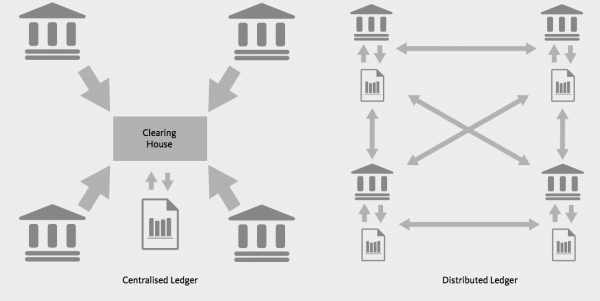 Clearing
House
Centralised Ledger
Distributed Ledger